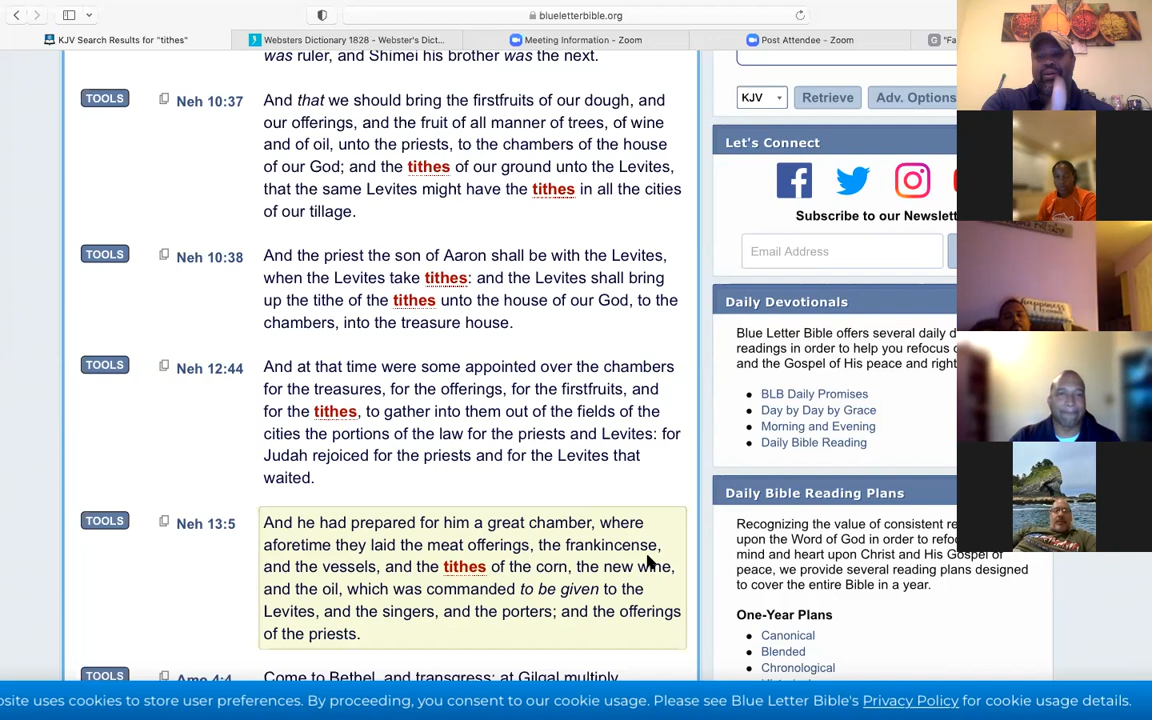 blueletterbible.org
KJV Search Results for "tithes"
Websters Dictionary 1828 - Webster's Dict...
Meeting Information - Zoom
Post Attendee - Zoom
G "Fa
was ruler, and Shimei his brother was the next.
TOOLS
Neh 10:37
And that we should bring the firstfruits of our dough, and
our offerings, and the fruit of all manner of trees, of wine
and of oil, unto the priests, to the chambers of the house
of our God; and the tithes of our ground unto the Levites,
that the same Levites might have the tithes in all the cities
of our tillage.
TOOLS
Neh 10:38
And the priest the son of Aaron shall be with the Levites,
when the Levites take tithes: and the Levites shall bring
up the tithe of the tithes unto the house of our God, to the
chambers, into the treasure house.
TOOLS
Neh 12:44
And at that time were some appointed over the chambers
for the treasures, for the offerings, for the firstfruits, and
for the tithes, to gather into them out of the fields of the
cities the portions of the law for the priests and Levites: for
Judah rejoiced for the priests and for the Levites that
waited.
TOOLS
Neh 13:5
And he had prepared for him a great chamber, where
aforetime they laid the meat offerings, the frankincense,
and the vessels, and the tithes of the corn, the new wine,
and the oil, which was commanded to be given to the
Levites, and the singers, and the porters; and the offerings
of the priests.
TOOLS
Amo 4:4
Come to Bethel, and transgress; at Gilgal multiply
KJV
Retrieve
Adv. Options
Let's Connect
Subscribe to our Newslett
Email Address
Daily Devotionals
Blue Letter Bible offers several daily d
readings in order to help you refocus o
and the Gospel of His peace and right
BLB Daily Promises
Day by Day by Grace
Morning and Evening
Daily Bible Reading
Daily Bible Reading Plans
Recognizing the value of consistent re
upon the Word of God in order to refoc
mind and heart upon Christ and His Gospel of
peace, we provide several reading plans designed
to cover the entire Bible in a year.
One-Year Plans
Canonical
Blended
Chronological
happiness
site uses cookies to store user preferences. By proceeding, you consent to our cookie usage. Please see Blue Letter Bible's Privacy Policy for cookie usage details.